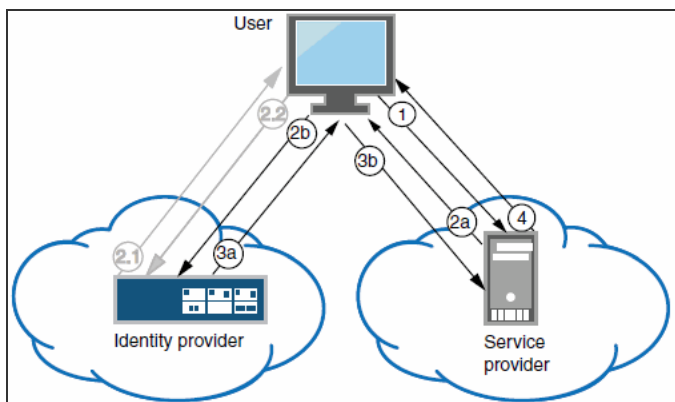 User
2.2
1
2b
3b
2a
4
2.1
3a
Identity provider
Service
provider